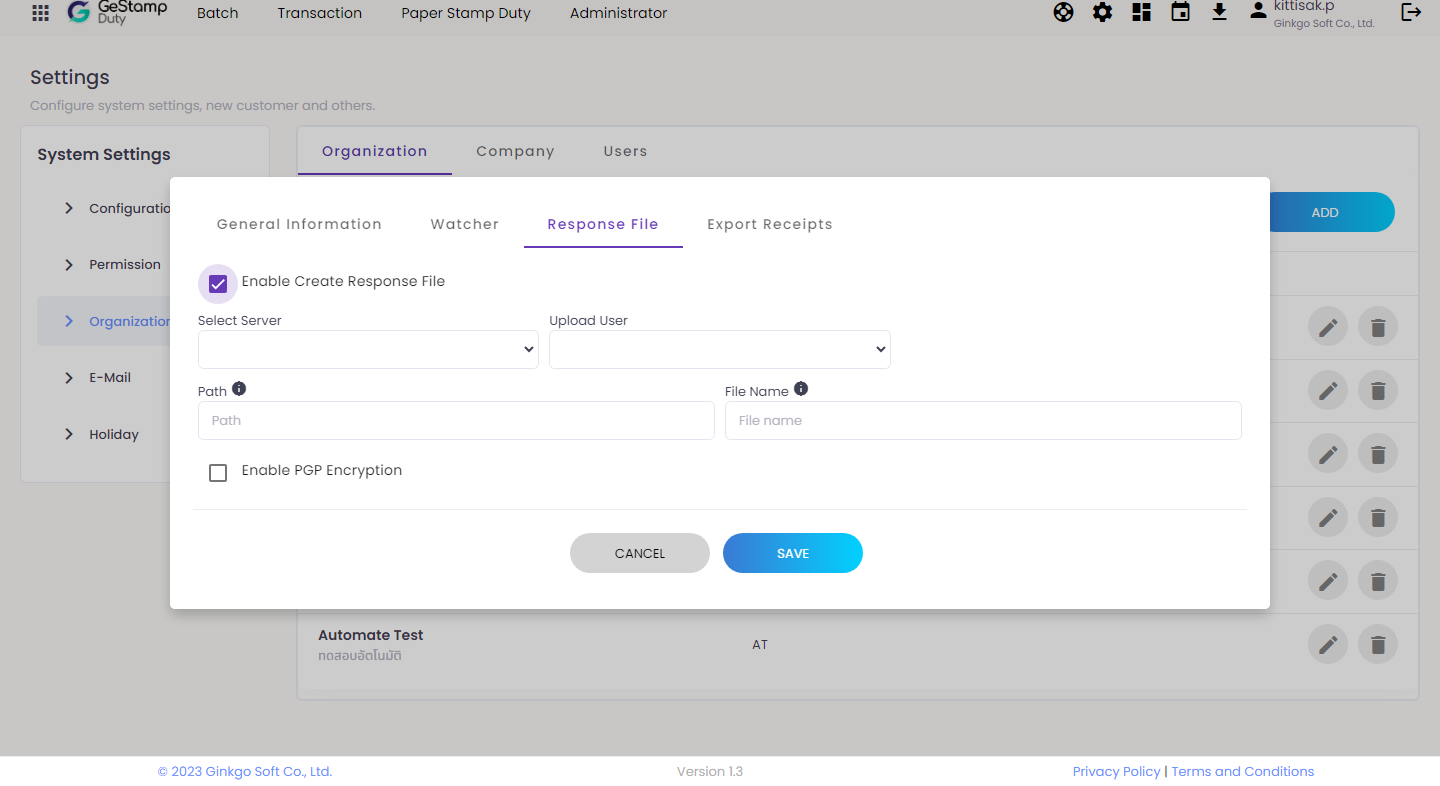 GeStamp
Duty
Batch
Transaction
Paper Stamp Duty
Administrator
kittisak.p
Ginkgo Soft Co., Ltd.
Settings
Configure system settings, new customer and others.
System Settings
Organization
Company
Users
Configuratio
Permission
Organization
E-Mail
Holiday
ADD
General Information
Watcher
Response File
Export Receipts
Enable Create Response File
Select Server
Upload User
Path
File Name
Path
File name
Enable PGP Encryption
CANCEL
SAVE
Automate Test
ทดสอบอัตโนมัติ
AT
© 2023 Ginkgo Soft Co., Ltd.
Version 1.3
Privacy Policy | Terms and Conditions